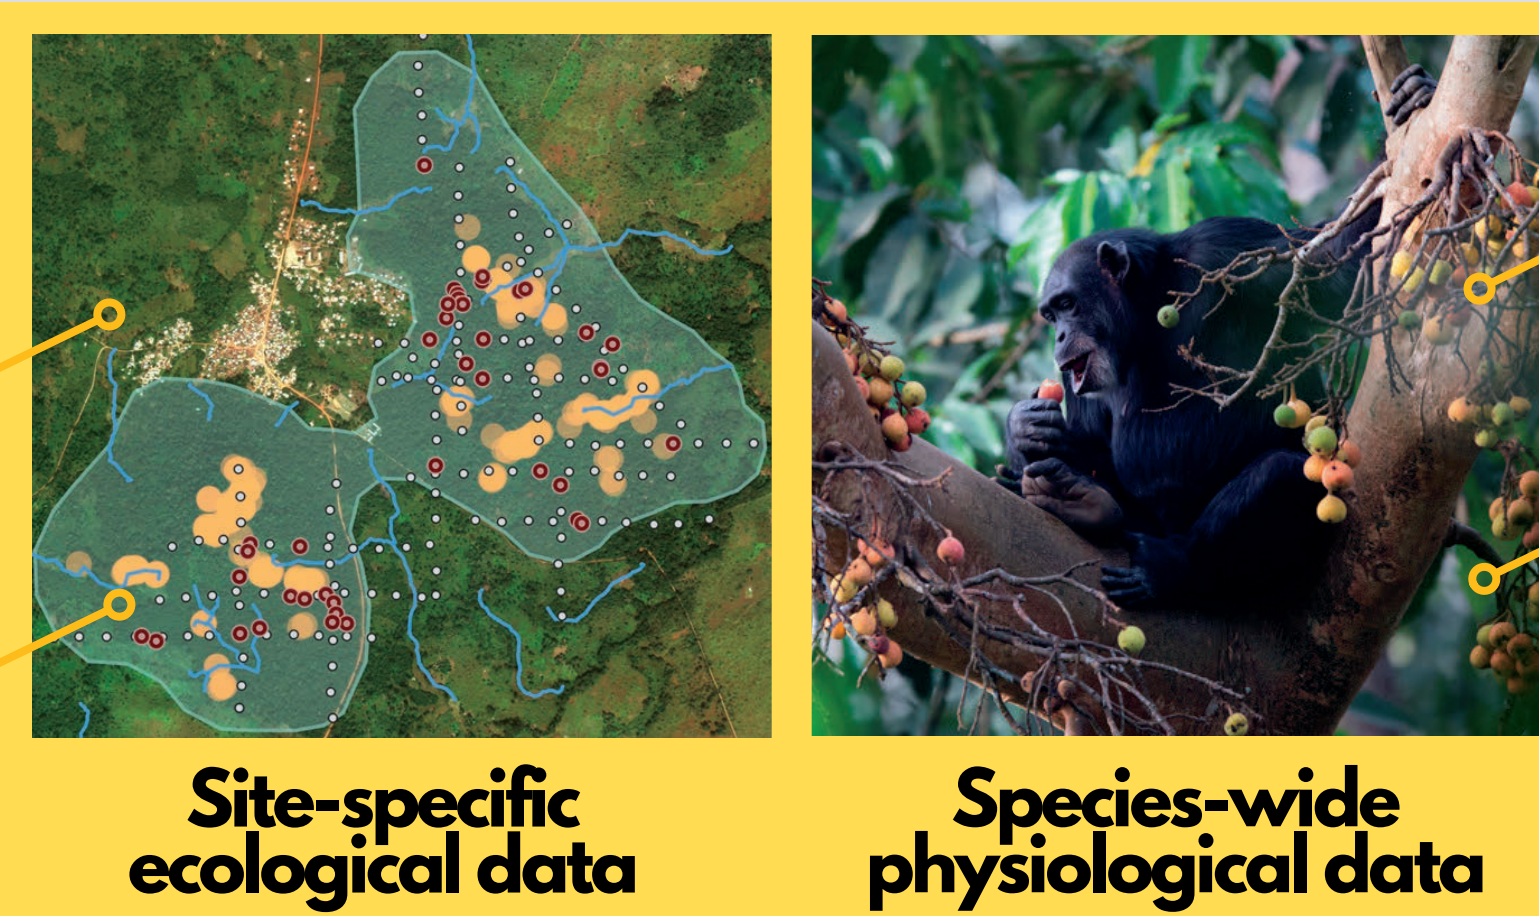 Site-specific
ecological data
Species-wide
physiological data